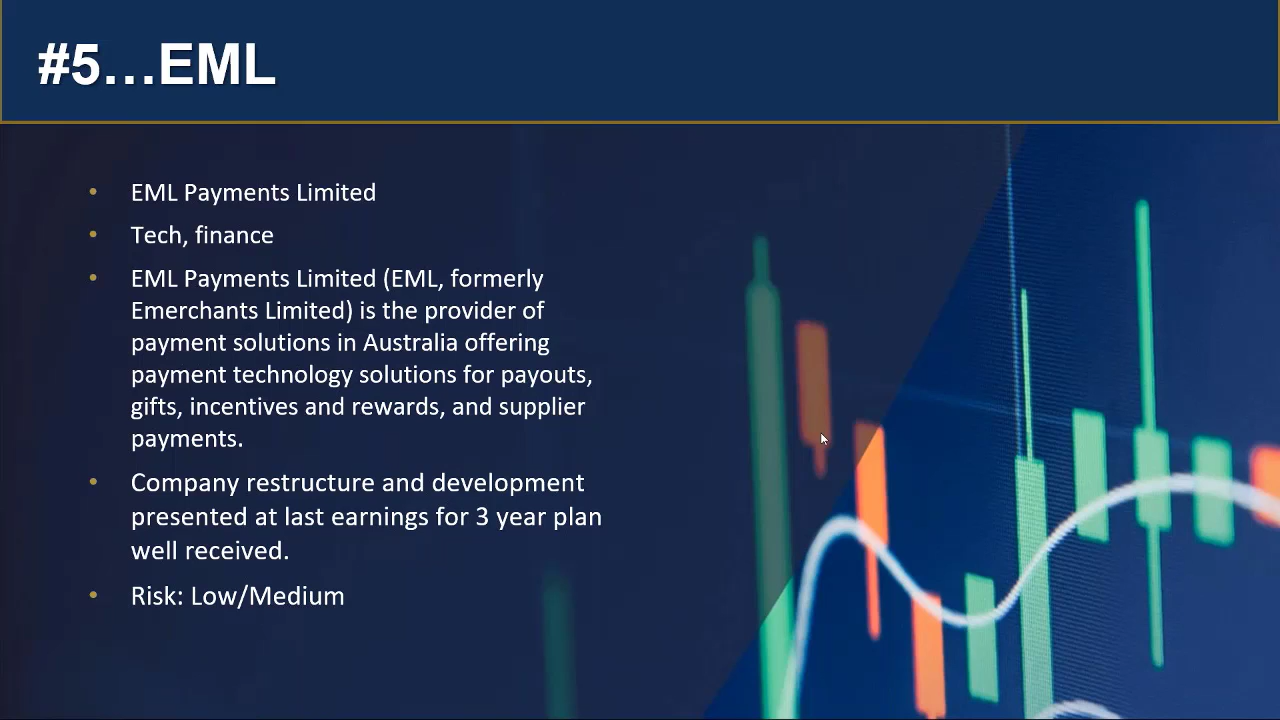 #5...EML
• EML Payments Limited
• Tech, finance
• EML Payments Limited (EML, formerly
Emerchants Limited) is the provider of
payment solutions in Australia offering
payment technology solutions for payouts,
gifts, incentives and rewards, and supplier
payments.
• Company restructure and development
presented at last earnings for 3 year plan
well received.
• Risk: Low/Medium